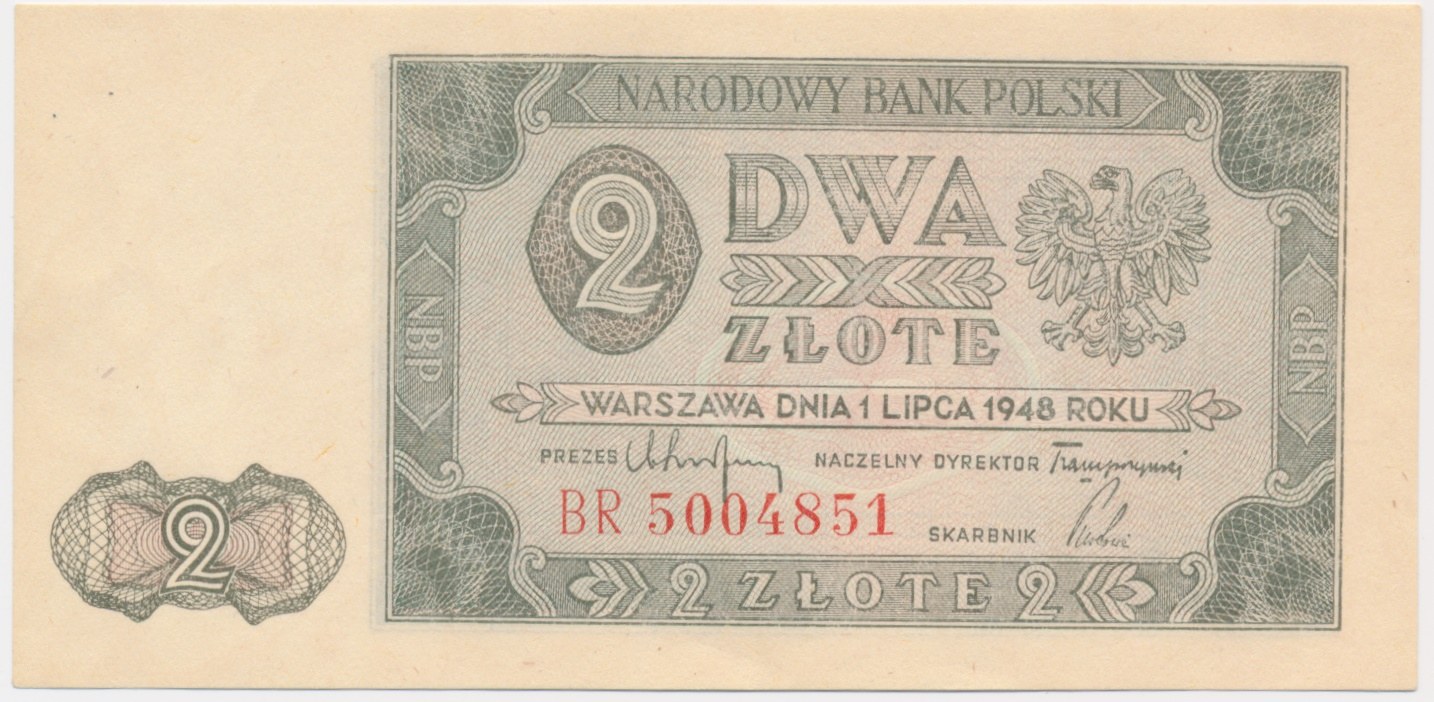 NARODOWY BANK POLSKI
2
DWA
ZŁOTE
NBP
NBP
WARSZAWA DNIA 1 LIPCA 1948 ROKU
PREZES NACZELNY DYREKTOR
BR 5004851
SKARBNIK
2
2 ZŁOTE 2